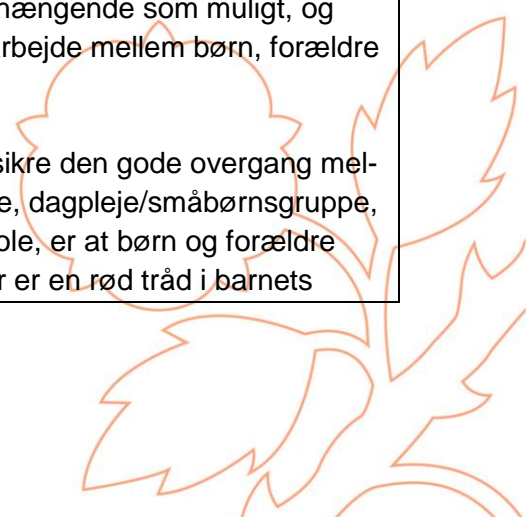 hængende som muligt, og
rbejde mellem børn, forældre
sikre den gode overgang mel-
e, dagpleje/småbørnsgruppe,
ole, er at børn og forældre
r er en rød tråd i barnets